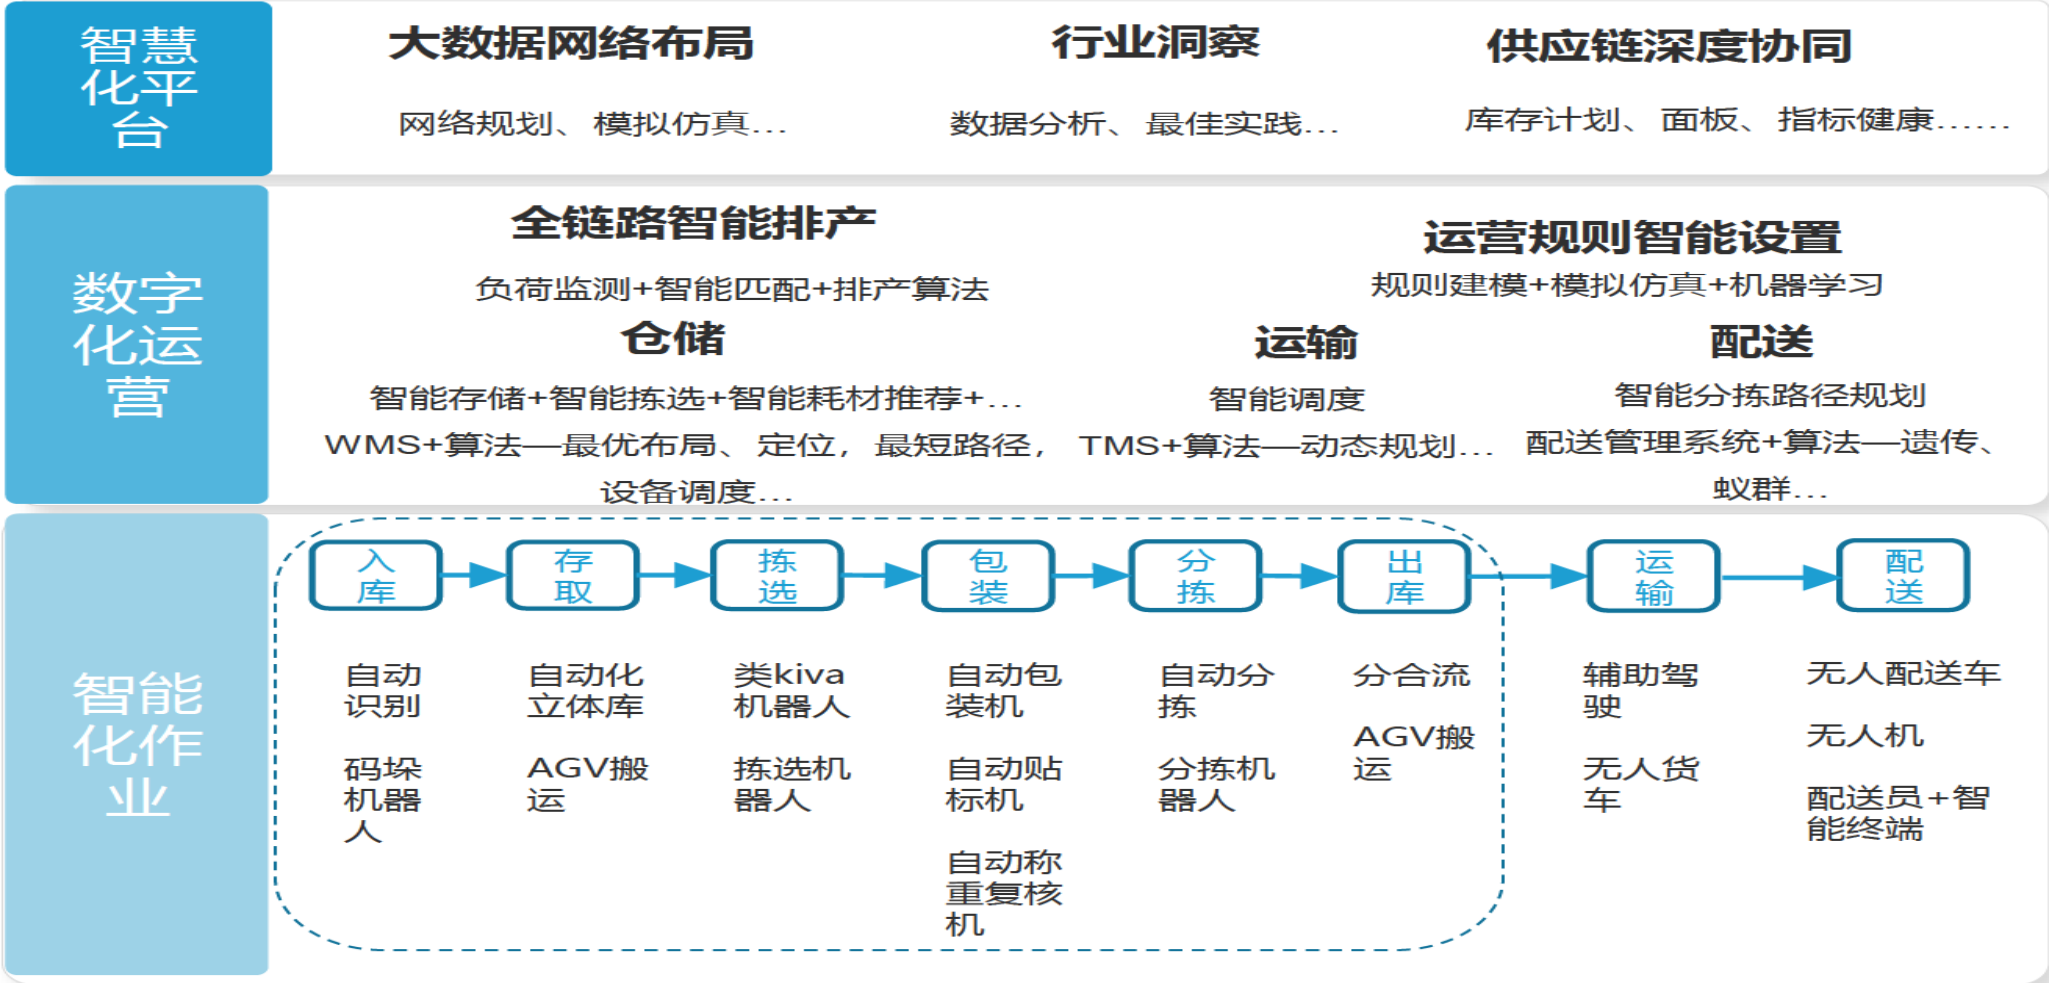 智慧
化平
台
大数据网络布局
行业洞察
供应链深度协同
网络规划、模拟仿真...
数据分析、最佳实践...
库存计划、面板、指标健康......
数字
化运
营
全链路智能排产
运营规则智能设置
负荷监测+智能匹配+排产算法
规则建模+模拟仿真+机器学习
仓储
运输
配送
智能存储+智能拣选+智能耗材推荐+...
WMS+算法—最优布局、定位，最短路径，
设备调度...
智能调度
TMS+算法—动态规划...
智能分拣路径规划
配送管理系统+算法—遗传、
蚁群...
智能
化作
业
入
库
存
取
拣
选
包
装
分
拣
出
库
运
输
配
送
自动
识别
码垛
机器
人
自动化
立体库
AGV搬
运
类kiva
机器人
拣选机
器人
自动包
装机
自动贴
标机
自动称
重复核
机
自动分
拣
分拣机
器人
分合流
AGV搬
运
辅助驾
驶
无人货
车
无人配送车
无人机
配送员+智
能终端